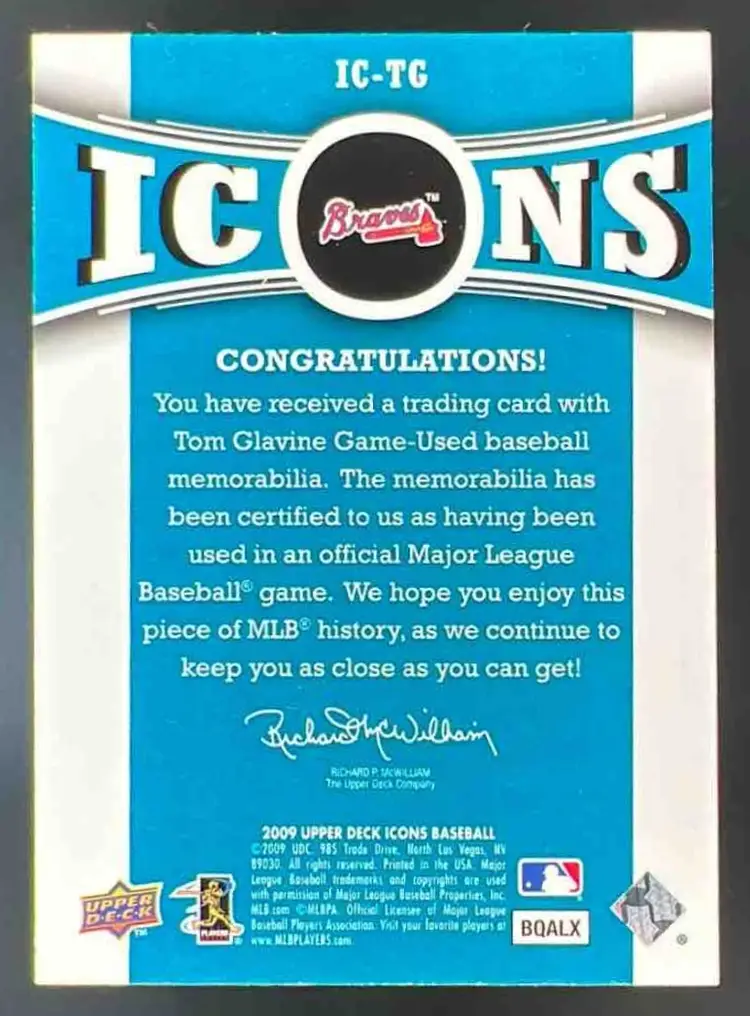 IC-TG
ICONS
Braves™
CONGRATULATIONS!
You have received a trading card with
Tom Glavine Game-Used baseball
memorabilia. The memorabilia has
been certified to us as having been
used in an official Major League
Baseball® game. We hope you enjoy this
piece of MLB® history, as we continue to
keep you as close as you can get!
Richard McWilliam
RICHARD P. McWILLIAM
The Upper Deck Company
2009 UPPER DECK ICONS BASEBALL
©2009 UDC. 985 Trade Drive, North Las Vegas, NV
89030. All rights reserved. Printed in the USA. Major
League Baseball trademarks and copyrights are used
with permission of Major League Baseball Properties, Inc.
MLB.com ©MLBPA. Official Licensee of Major League
Baseball Players Association. Visit your favorite players at
www.MLBPLAYERS.com.
UPPER
D·E·C·K
™
PLAYERS
®
BQALX
®